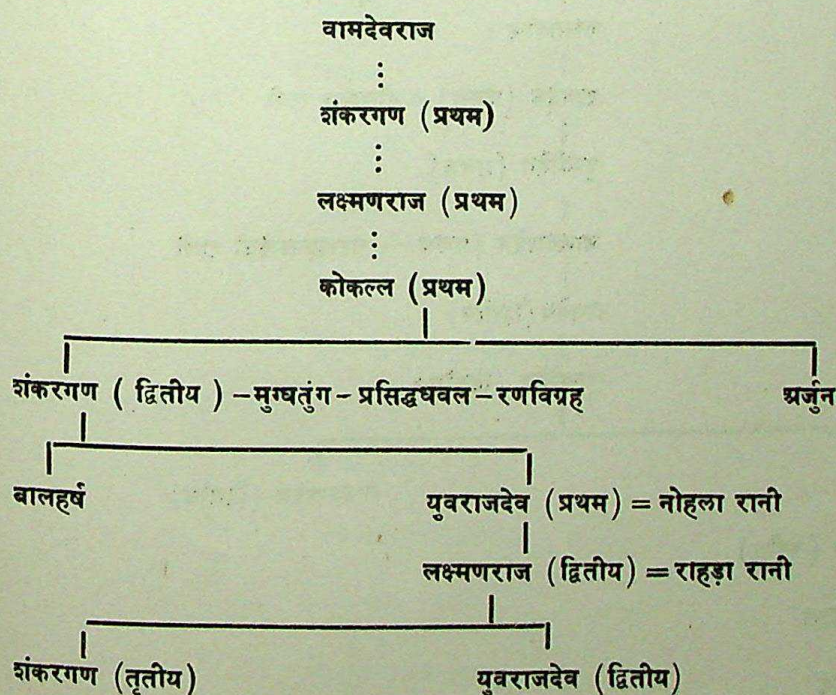 वामदेवराज
शंकरगण (प्रथम)
लक्ष्मणराज (प्रथम)
कोकल्ल (प्रथम)
शंकरगण ( द्वितीय ) –मुग्धतुंग– प्रसिद्धधवल –रणविग्रह अर्जुन
बालहर्ष युवराजदेव (प्रथम) = नोहला रानी
लक्ष्मणराज (द्वितीय) = राहड़ा रानी
शंकरगण (तृतीय) युवराजदेव (द्वितीय)